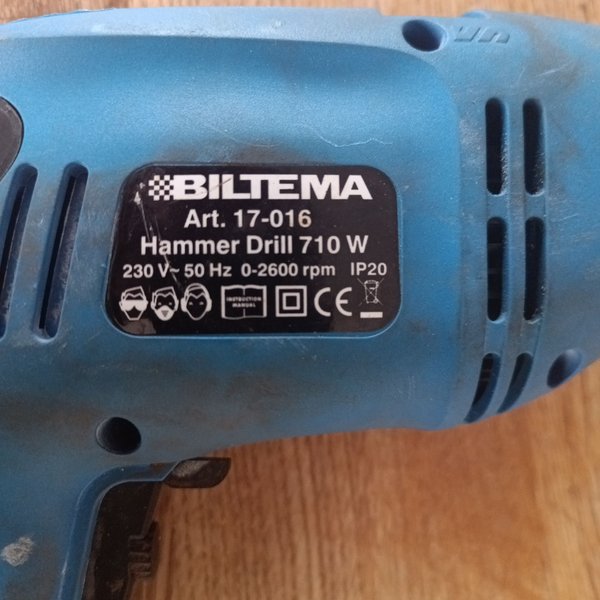 BILTEMA
Art. 17-016
Hammer Drill 710 W
230 V~ 50 Hz 0-2600 rpm IP20
INSTRUCTION
MANUAL
CE